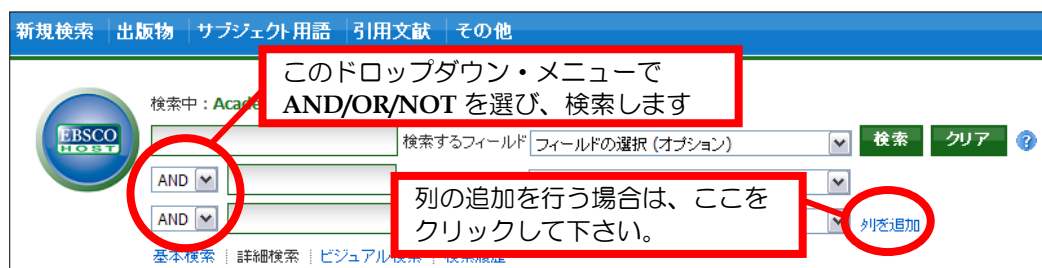 新規検索 出版物 サブジェクト用語 引用文献 その他
このドロップダウン・メニューで
AND/OR/NOT を選び、検索します
検索中：
EBSCO
HOST
検索するフィールド フィールドの選択 (オプション) 検索 クリア ?
AND
列の追加を行う場合は、ここを
クリックして下さい。
AND 列を追加
基本検索 詳細検索 ビジュアル